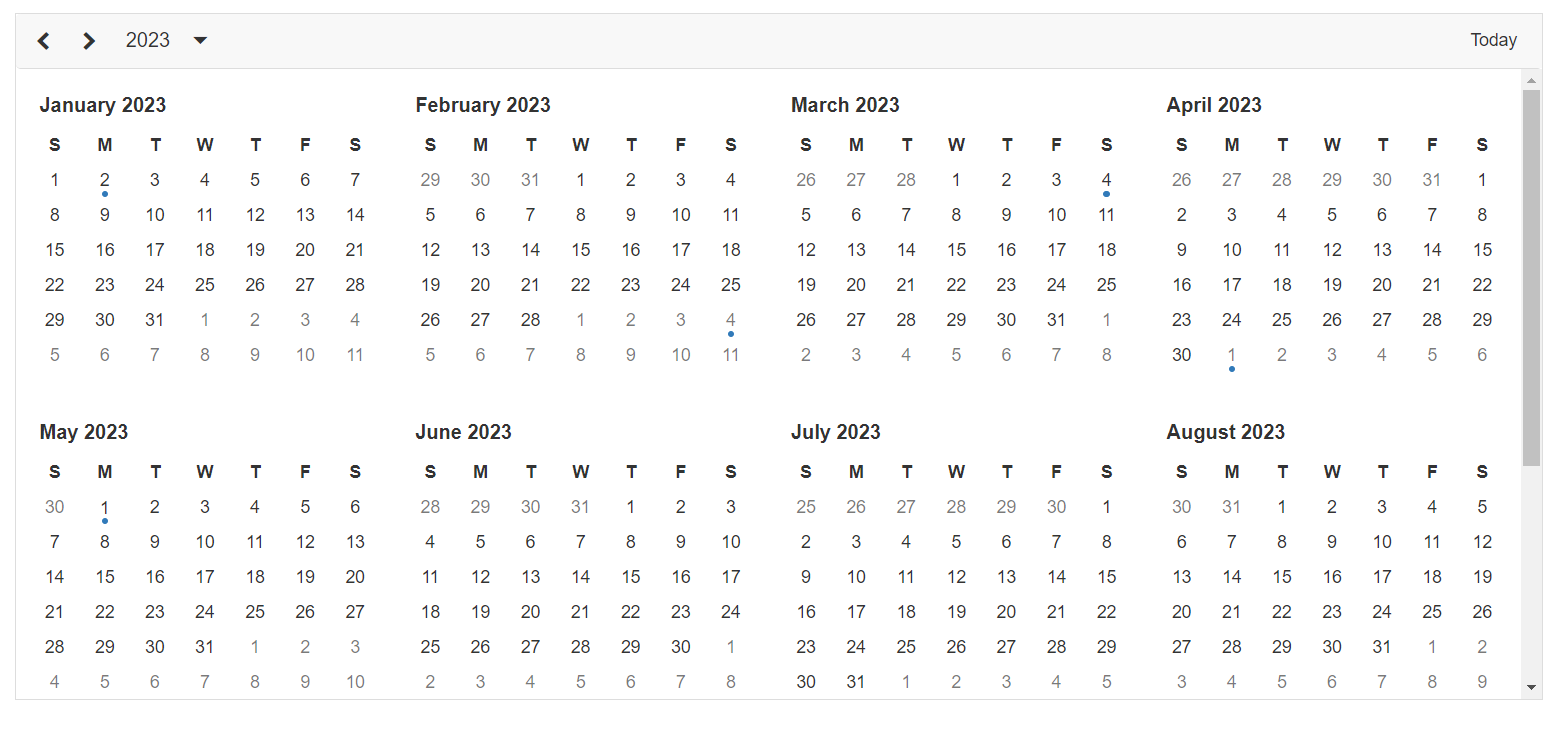 2023 Today
January 2023 February 2023 March 2023 April 2023
S M T W T F S S M T W T F S S M T W T F S S M T W T F S
1 2 3 4 5 6 7 29 30 31 1 2 3 4 26 27 28 1 2 3 4 26 27 28 29 30 31 1
8 9 10 11 12 13 14 5 6 7 8 9 10 11 5 6 7 8 9 10 11 2 3 4 5 6 7 8
15 16 17 18 19 20 21 12 13 14 15 16 17 18 12 13 14 15 16 17 18 9 10 11 12 13 14 15
22 23 24 25 26 27 28 19 20 21 22 23 24 25 19 20 21 22 23 24 25 16 17 18 19 20 21 22
29 30 31 1 2 3 4 26 27 28 1 2 3 4 26 27 28 29 30 31 1 23 24 25 26 27 28 29
5 6 7 8 9 10 11 5 6 7 8 9 10 11 2 3 4 5 6 7 8 30 1 2 3 4 5 6
May 2023 June 2023 July 2023 August 2023
S M T W T F S S M T W T F S S M T W T F S S M T W T F S
30 1 2 3 4 5 6 28 29 30 31 1 2 3 25 26 27 28 29 30 1 30 31 1 2 3 4 5
7 8 9 10 11 12 13 4 5 6 7 8 9 10 2 3 4 5 6 7 8 6 7 8 9 10 11 12
14 15 16 17 18 19 20 11 12 13 14 15 16 17 9 10 11 12 13 14 15 13 14 15 16 17 18 19
21 22 23 24 25 26 27 18 19 20 21 22 23 24 16 17 18 19 20 21 22 20 21 22 23 24 25 26
28 29 30 31 1 2 3 25 26 27 28 29 30 1 23 24 25 26 27 28 29 27 28 29 30 31 1 2
4 5 6 7 8 9 10 2 3 4 5 6 7 8 30 31 1 2 3 4 5 3 4 5 6 7 8 9